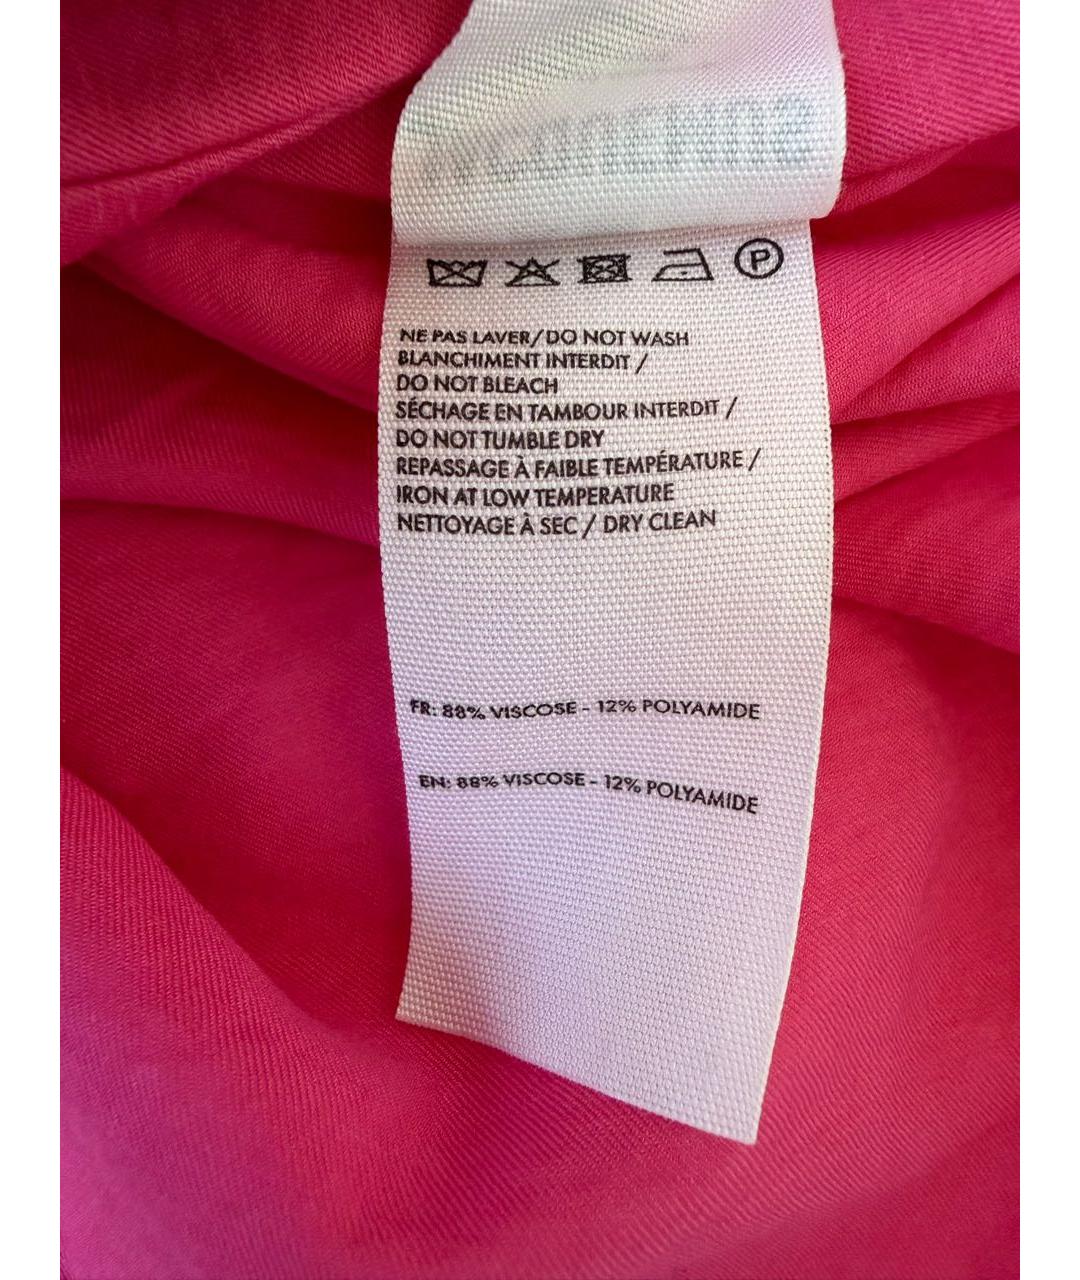 P
NE PAS LAVER/DO NOT WASH
BLANCHIMENT INTERDIT /
DO NOT BLEACH
SÉCHAGE EN TAMBOUR INTERDIT /
DO NOT TUMBLE DRY
REPASSAGE À FAIBLE TEMPÉRATURE /
IRON AT LOW TEMPERATURE
NETTOYAGE À SEC / DRY CLEAN
FR: 88% VISCOSE - 12% POLYAMIDE
EN: 88% VISCOSE - 12% POLYAMIDE